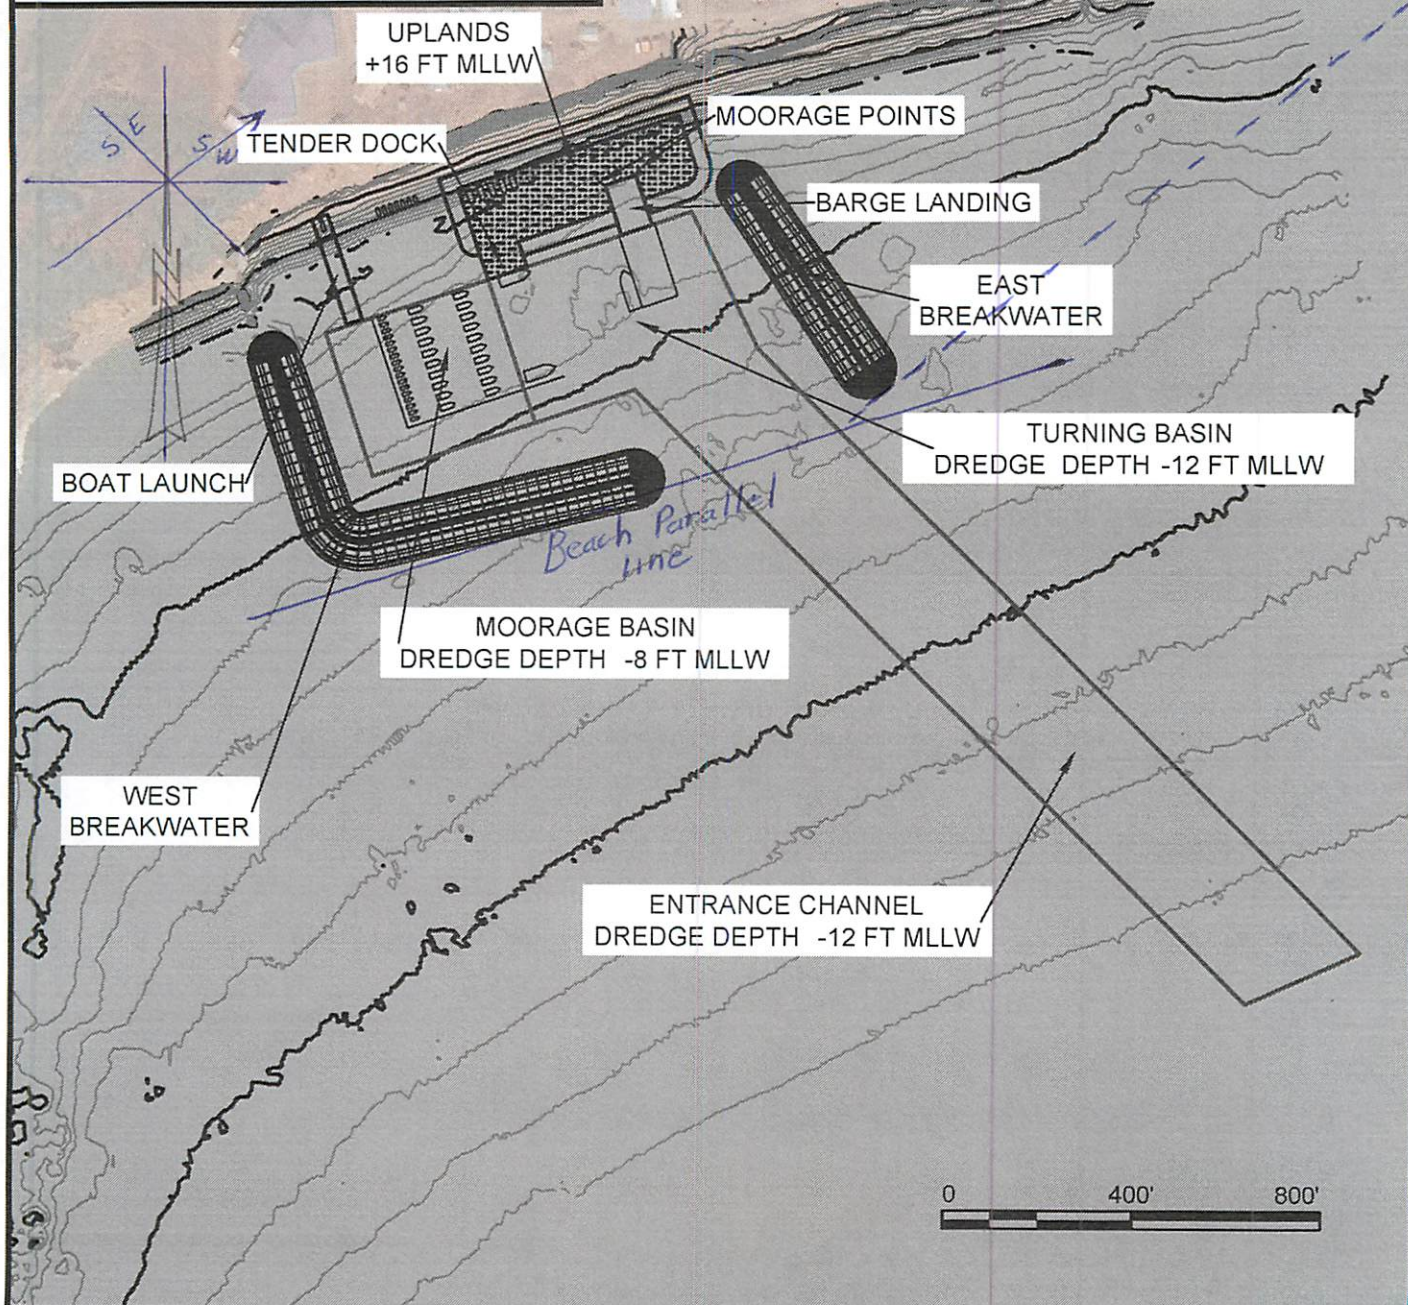 UPLANDS
+16 FT MLLW
MOORAGE POINTS
S E
S W
TENDER DOCK
BARGE LANDING
N
EAST
BREAKWATER
TURNING BASIN
DREDGE DEPTH -12 FT MLLW
BOAT LAUNCH
Beach Parallel
line
MOORAGE BASIN
DREDGE DEPTH -8 FT MLLW
WEST
BREAKWATER
ENTRANCE CHANNEL
DREDGE DEPTH -12 FT MLLW
0 400' 800'